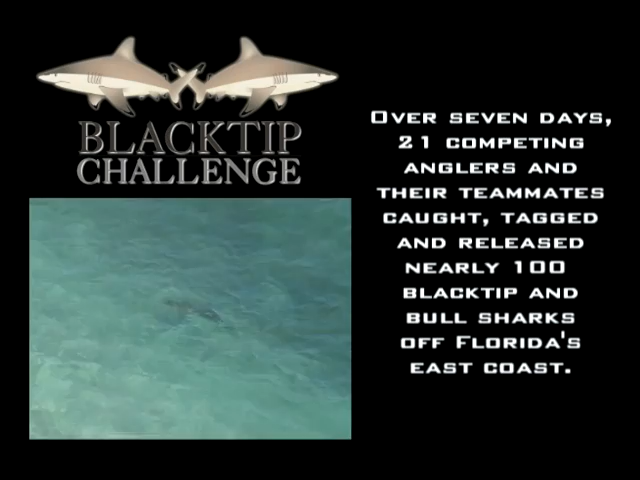 BLACKTIP
CHALLENGE
OVER SEVEN DAYS,
21 COMPETING
ANGLERS AND
THEIR TEAMMATES
CAUGHT, TAGGED
AND RELEASED
NEARLY 100
BLACKTIP AND
BULL SHARKS
OFF FLORIDA'S
EAST COAST.